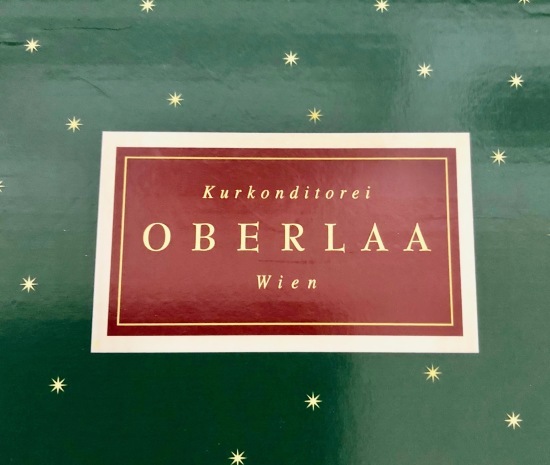 Kurkonditorei
OBERLAA
Wien